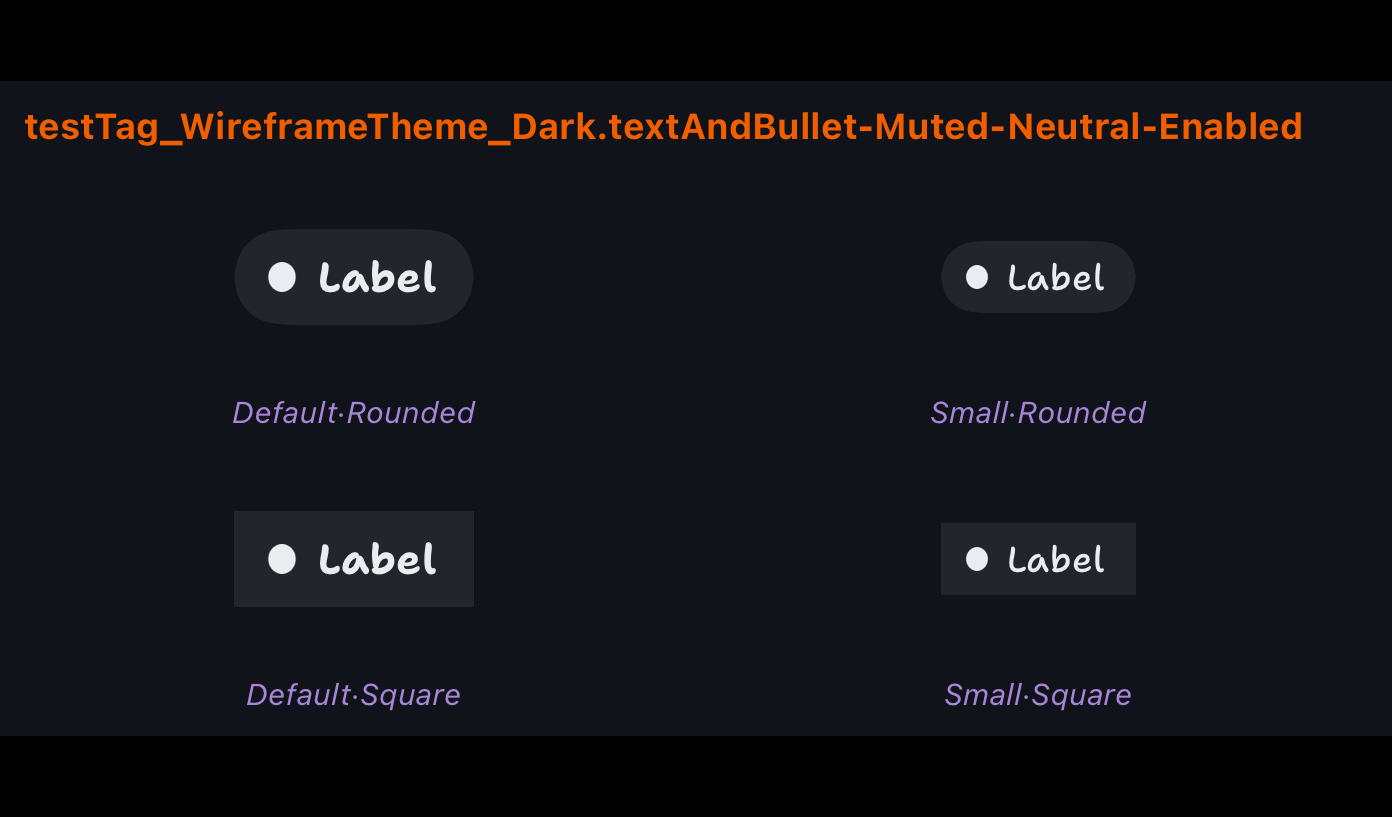 testTag_WireframeTheme_Dark.textAndBullet-Muted-Neutral-Enabled
Label
Label
Default·Rounded
Small·Rounded
Label
Label
Default·Square
Small·Square